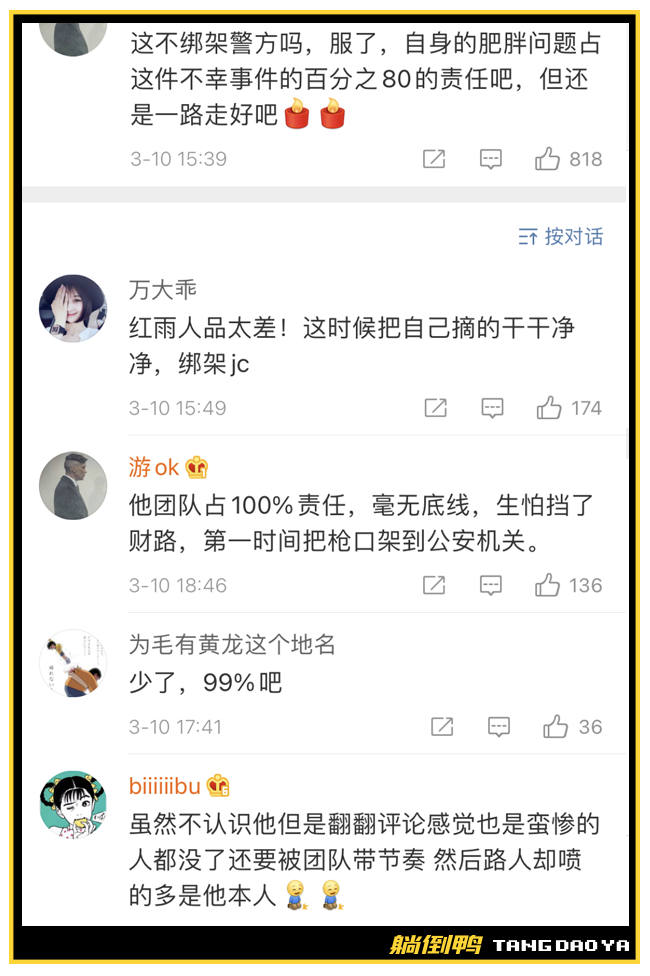 这不绑架警方吗，服了，自身的肥胖问题占
这件不幸事件的百分之80的责任吧，但还
是一路走好吧
3-10 15:39
818
按对话
万大乖
红雨人品太差！这时候把自己摘的干干净
净，绑架jc
3-10 15:49
174
游ok
他团队占100%责任，毫无底线，生怕挡了
财路，第一时间把枪口架到公安机关。
3-10 18:46
136
为毛有黄龙这个地名
少了，99%吧
3-10 17:41
36
biiiiiibu
虽然不认识他但是翻翻评论感觉也是蛮惨的
人都没了还要被团队带节奏 然后路人却喷
的多是他本人
躺倒鸭 TANGDAOYA